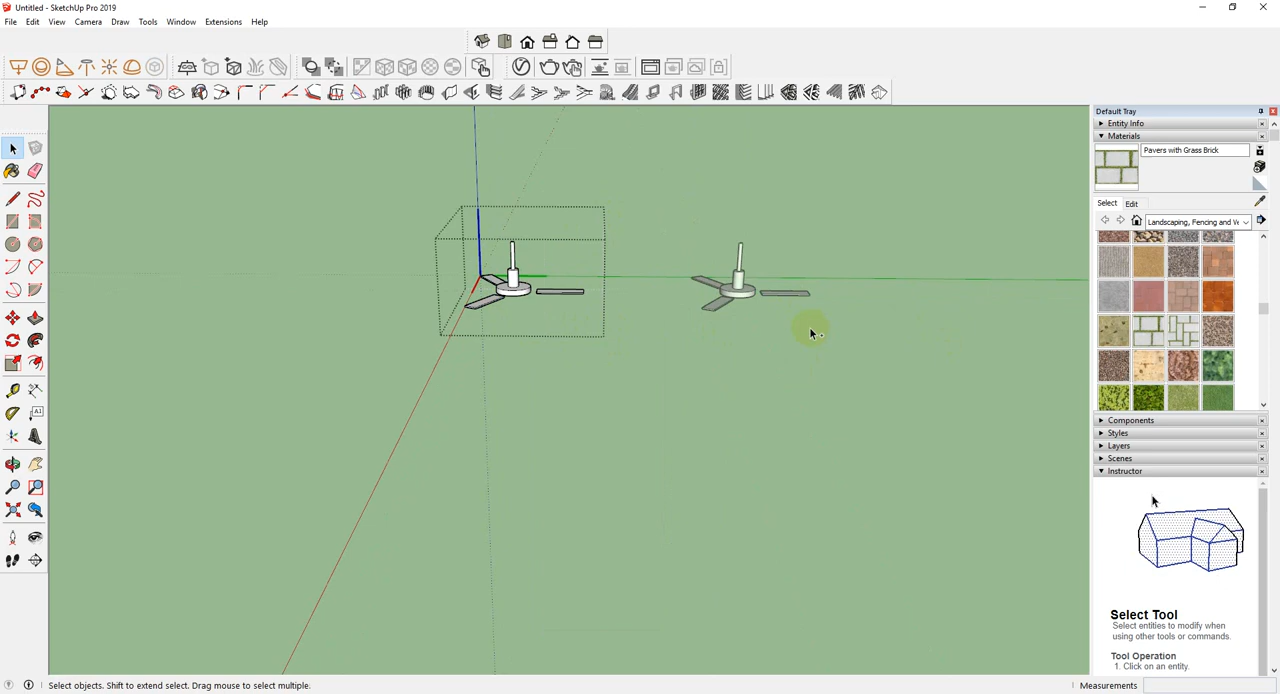 Untitled - SketchUp Pro 2019
File Edit View Camera Draw Tools Window Extensions Help
Default Tray
Entity Info
Materials
Pavers with Grass Brick
Select Edit
Landscaping, Fencing and Ve
Components
Styles
Layers
Scenes
Instructor
Select Tool
Select entities to modify when
using other tools or commands.
Tool Operation
1. Click on an entity.
Select objects. Shift to extend select. Drag mouse to select multiple.
Measurements